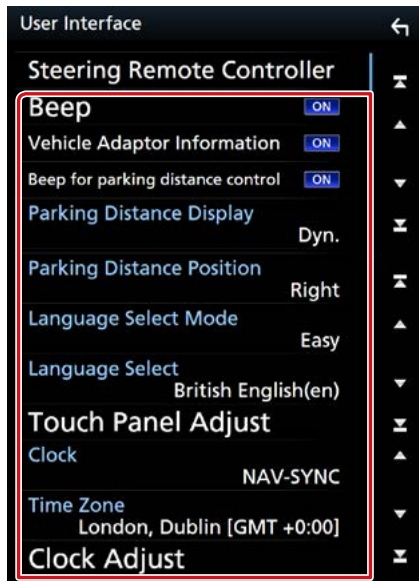 User Interface
Steering Remote Controller
Beep ON
Vehicle Adaptor Information ON
Beep for parking distance control ON
Parking Distance Display
Dyn.
Parking Distance Position
Right
Language Select Mode
Easy
Language Select
British English(en)
Touch Panel Adjust
Clock
NAV-SYNC
Time Zone
London, Dublin [GMT +0:00]
Clock Adjust